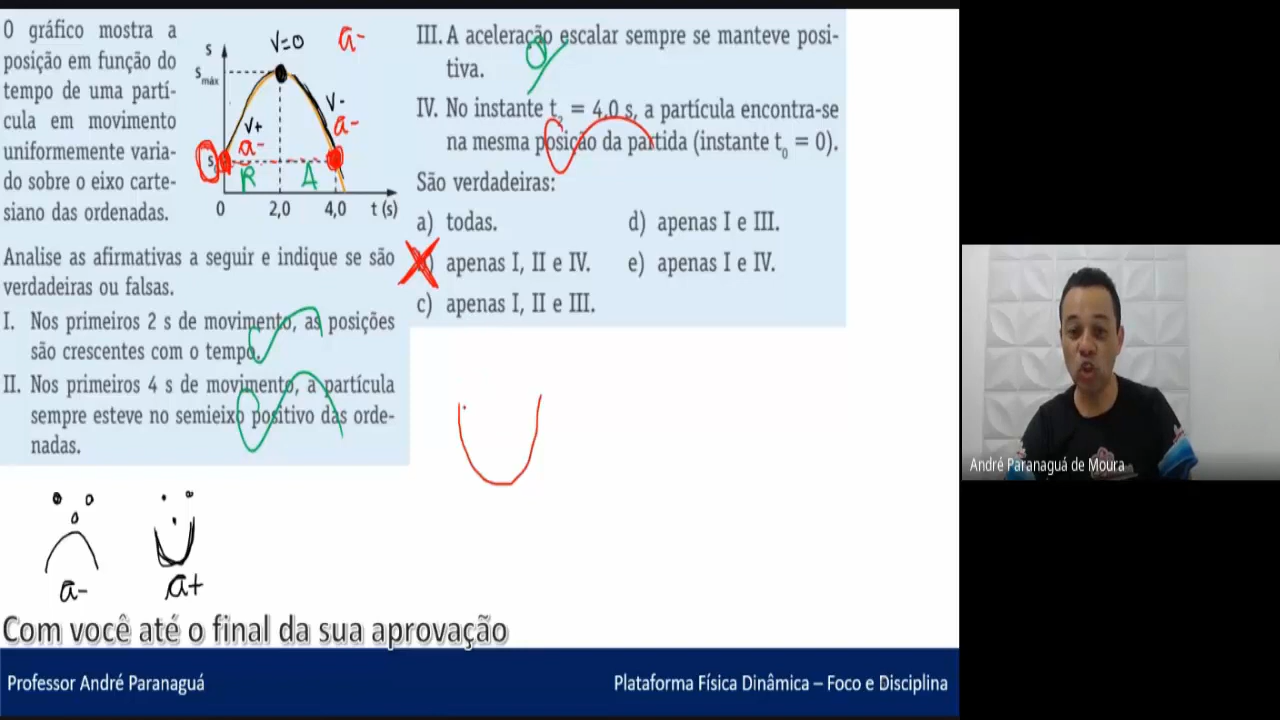 O gráfico mostra a
posição em função do
tempo de uma partí-
cula em movimento
uniformemente varia-
do sobre o eixo carte-
siano das ordenadas.
s
s máx
V=0
a-
V+
a-
V-
a-
s
R
A
0
2,0
4,0
t (s)
Analise as afirmativas a seguir e indique se são
verdadeiras ou falsas.
I. Nos primeiros 2 s de movimento, as posições
são crescentes com o tempo.
II. Nos primeiros 4 s de movimento, a partícula
sempre esteve no semieixo positivo das orde-
nadas.
III. A aceleração escalar sempre se manteve posi-
tiva.
IV. No instante t2 = 4,0 s, a partícula encontra-se
na mesma posição da partida (instante t0 = 0).
São verdadeiras:
a) todas.
d) apenas I e III.
apenas I, II e IV.
e) apenas I e IV.
c) apenas I, II e III.
a-
a+
Com você até o final da sua aprovação
Professor André Paranaguá
Plataforma Física Dinâmica – Foco e Disciplina
André Paranaguá de Moura